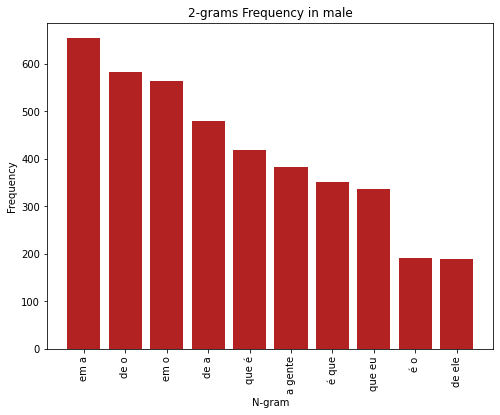 2-grams Frequency in male
Frequency
600
500
400
300
200
100
0
em a
de o
em o
de a
que é
a gente
é que
que eu
é o
de ele
N-gram